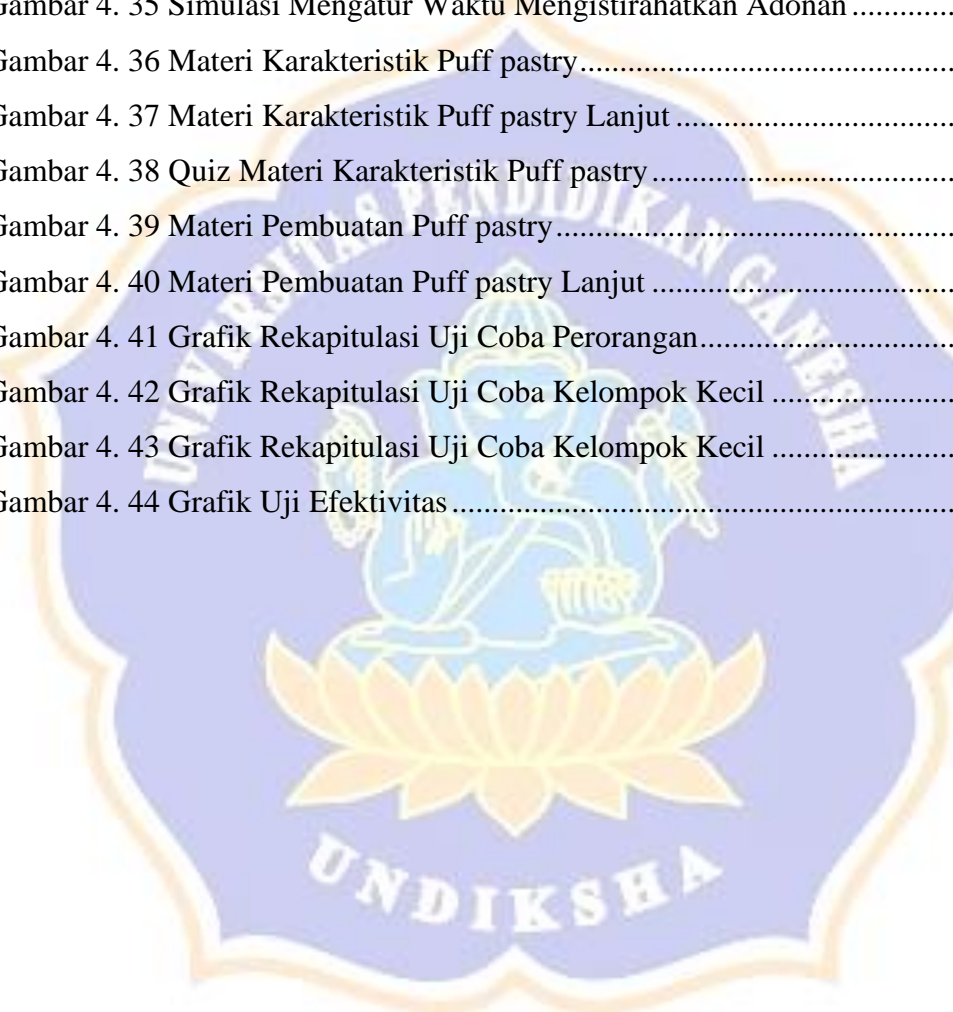 Gambar 4. 35 Simulasi Mengatur Waktu Mengistirahatkan Adonan..............
Gambar 4. 36 Materi Karakteristik Puff pastry..........................................
Gambar 4. 37 Materi Karakteristik Puff pastry Lanjut ...............................
Gambar 4. 38 Quiz Materi Karakteristik Puff pastry..................................
Gambar 4. 39 Materi Pembuatan Puff pastry.............................................
Gambar 4. 40 Materi Pembuatan Puff pastry Lanjut ..................................
Gambar 4. 41 Grafik Rekapitulasi Uji Coba Perorangan............................
Gambar 4. 42 Grafik Rekapitulasi Uji Coba Kelompok Kecil ....................
Gambar 4. 43 Grafik Rekapitulasi Uji Coba Kelompok Kecil ....................
Gambar 4. 44 Grafik Uji Efektivitas..........................................................
UNIVERSITAS PENDIDIKAN GANESHA
UNDIKSHA